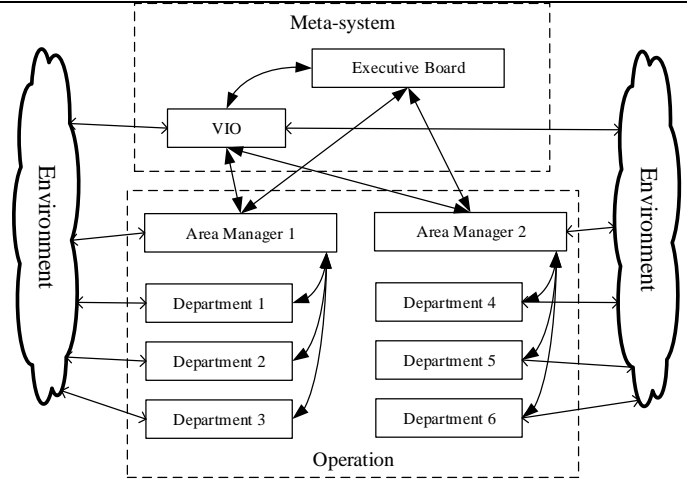 Meta-system
Executive Board
VIO
Environment
Environment
Area Manager 1
Area Manager 2
Department 1
Department 4
Department 2
Department 5
Department 3
Department 6
Operation